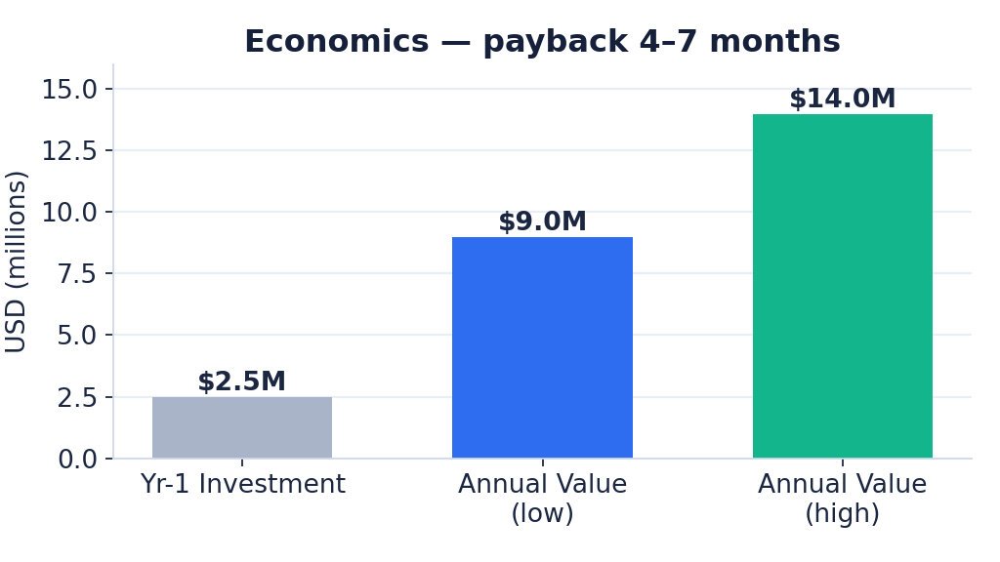 Economics — payback 4–7 months
USD (millions)
15.0
12.5
10.0
7.5
5.0
2.5
0.0
$2.5M
$9.0M
$14.0M
Yr-1 Investment
Annual Value
(low)
Annual Value
(high)